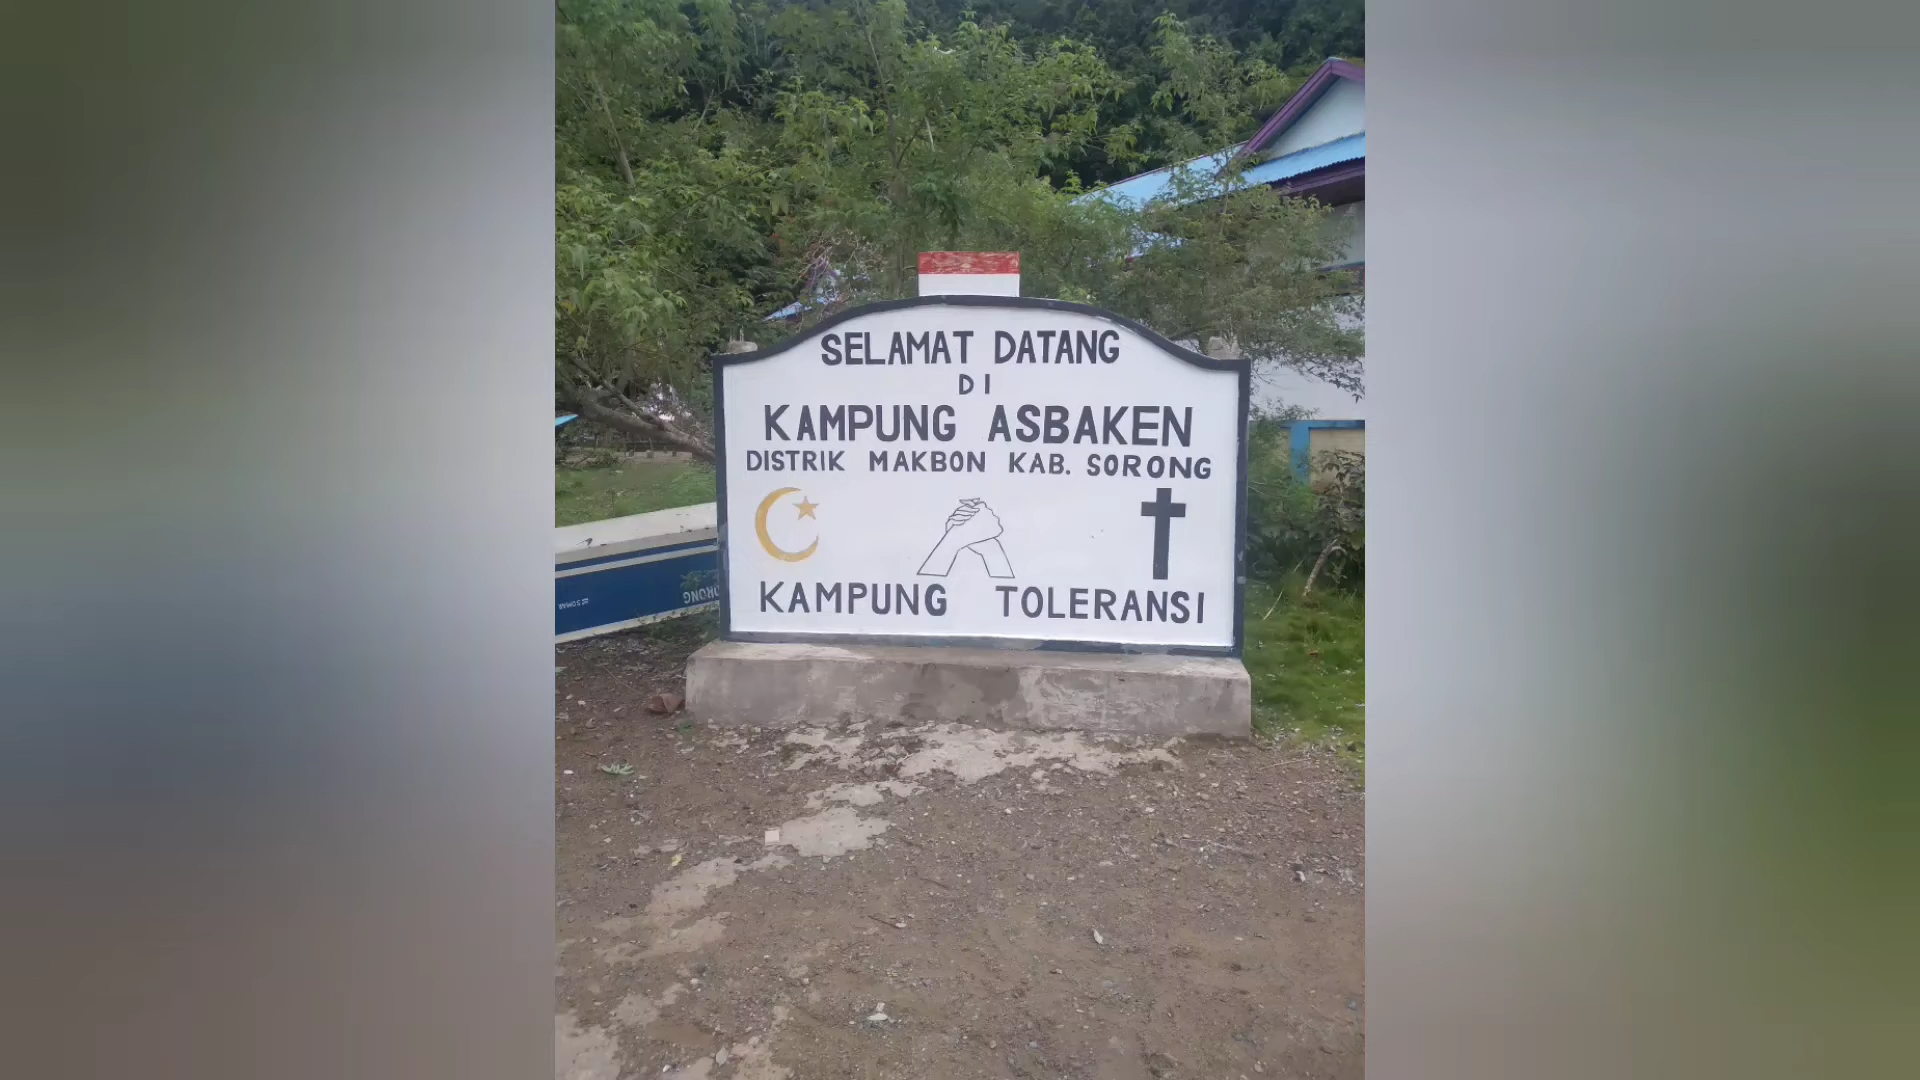 SELAMAT DATANG
DI
KAMPUNG ASBAKEN
DISTRIK MAKBON KAB. SORONG
KAMPUNG TOLERANSI